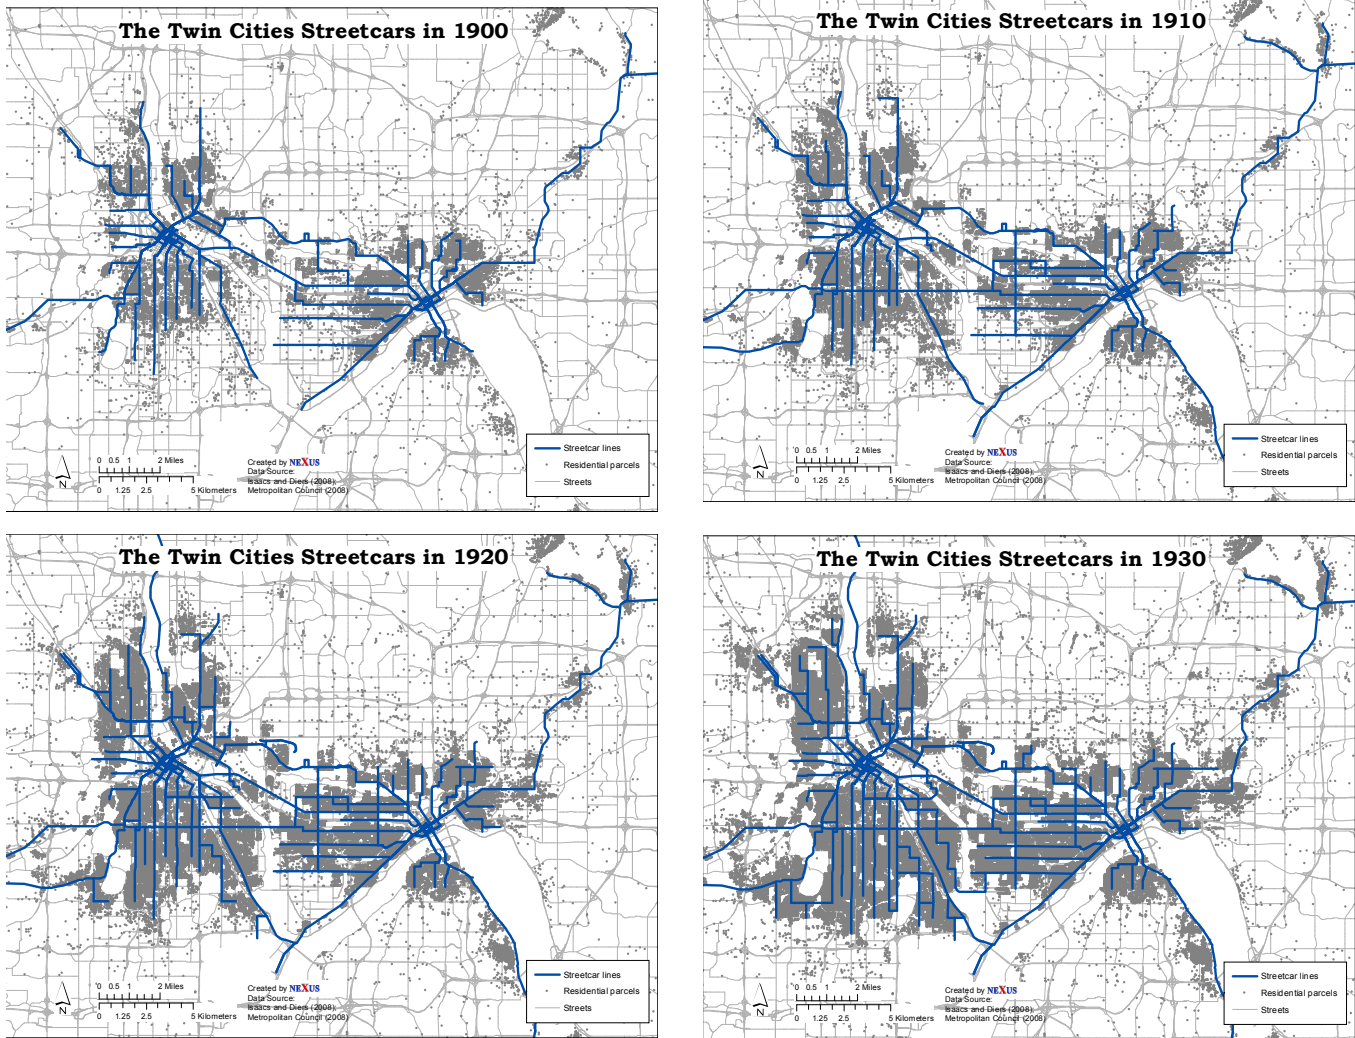 The Twin Cities Streetcars in 1900
0 0.5 1 2 Miles
0 1.25 2.5 5 Kilometers
N
Created by NEXUS
Data Source:
Isaacs and Diers (2008);
Metropolitan Council (2008)
Streetcar lines
Residential parcels
Streets
The Twin Cities Streetcars in 1910
0 0.5 1 2 Miles
0 1.25 2.5 5 Kilometers
N
Created by NEXUS
Data Source:
Isaacs and Diers (2008);
Metropolitan Council (2008)
Streetcar lines
Residential parcels
Streets
The Twin Cities Streetcars in 1920
0 0.5 1 2 Miles
0 1.25 2.5 5 Kilometers
N
Created by NEXUS
Data Source:
Isaacs and Diers (2008);
Metropolitan Council (2008)
Streetcar lines
Residential parcels
Streets
The Twin Cities Streetcars in 1930
0 0.5 1 2 Miles
0 1.25 2.5 5 Kilometers
N
Created by NEXUS
Data Source:
Isaacs and Diers (2008);
Metropolitan Council (2008)
Streetcar lines
Residential parcels
Streets